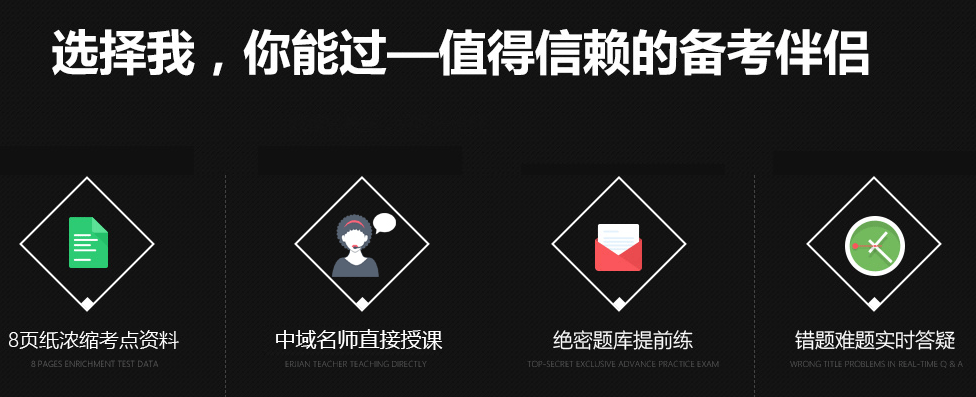 选择我，你能过—值得信赖的备考伴侣
8页纸浓缩考点资料
8 PAGES ENRICHMENT TEST DATA
中域名师直接授课
ERJIAN TEACHER TEACHING DIRECTLY
绝密题库提前练
TOP-SECRET EXCLUSIVE ADVANCE PRACTICE EXAM
错题难题实时答疑
WRONG TITLE PROBLEMS IN REAL-TIME Q & A